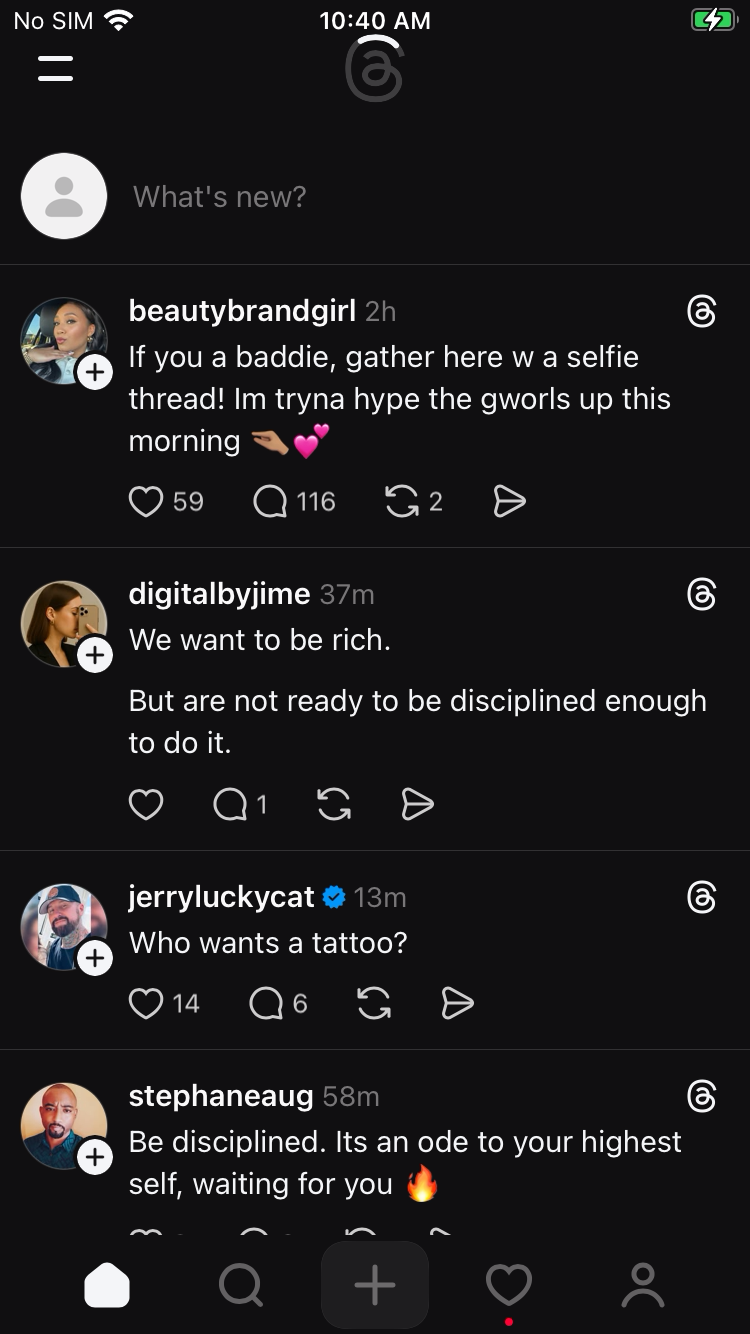 No SIM 10:40 AM
What's new?
beautybrandgirl 2h
If you a baddie, gather here w a selfie
thread! Im tryna hype the gworls up this
morning 🤏🏽💕
59 116 2
digitalbyjime 37m
We want to be rich.
But are not ready to be disciplined enough
to do it.
1
jerryluckycat 13m
Who wants a tattoo?
14 6
stephaneaug 58m
Be disciplined. Its an ode to your highest
self, waiting for you 🔥